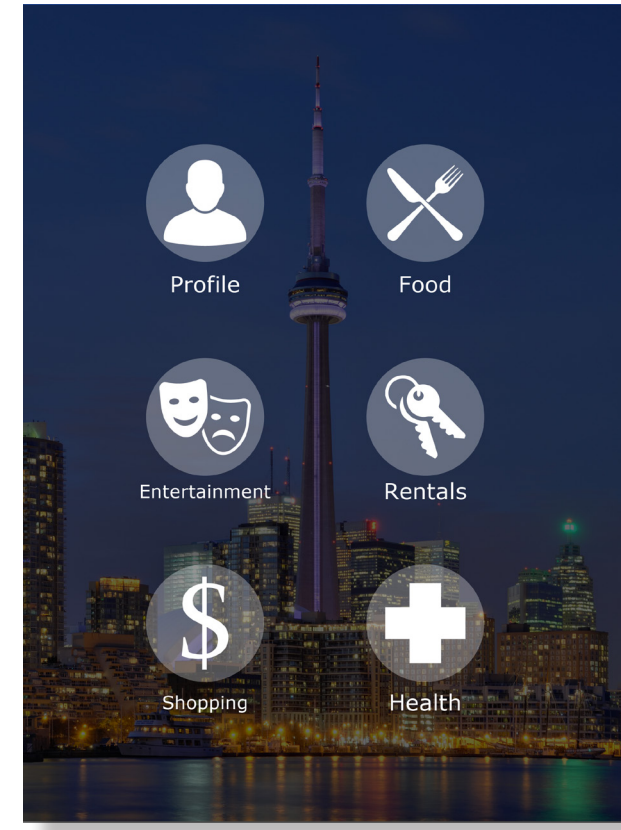 Profile
Food
Entertainment
Rentals
$
Shopping
Health